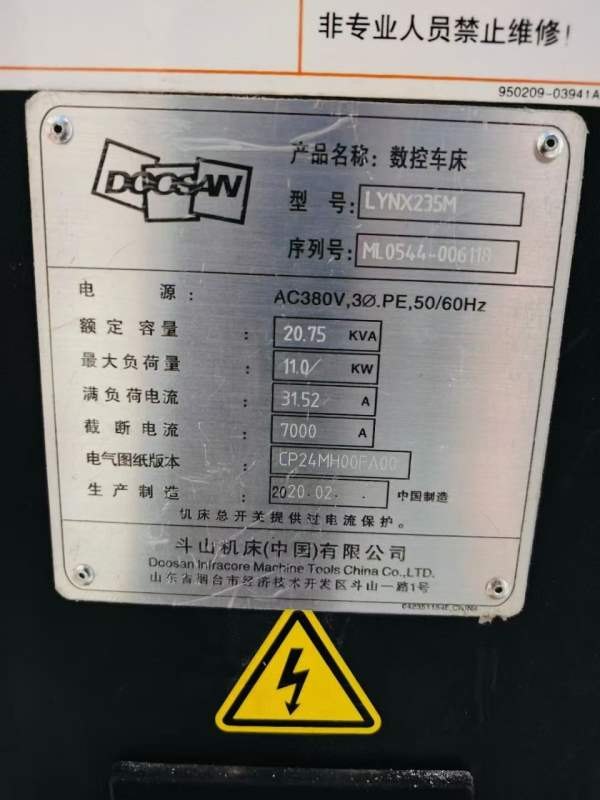 非专业人员禁止维修!
950209-03941A
DOOSAN
产品名称: 数控车床
型 号: LYNX235M
序列号: ML0544-006118
电 源 : AC380V,3Ø.PE,50/60Hz
额定容量 : 20.75 KVA
最大负荷量 : 11.0/ KW
满负荷电流 : 31.52 A
截断电流 : 7000 A
电气图纸版本 : CP24MH00FA00
生产制造 : 2020.02. . 中国制造
机床总开关提供过电流保护。
斗山机床(中国)有限公司
Doosan Infracore Machine Tools China Co.,LTD.
山东省烟台市经济技术开发区斗山一路1号